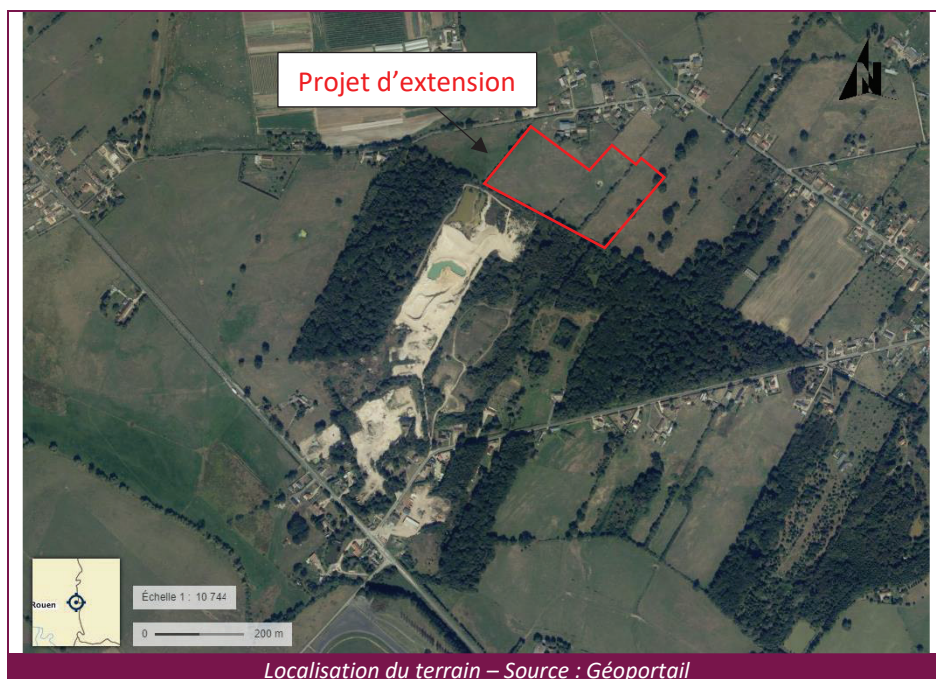 Projet d'extension
N
Rouen
Échelle 1 : 10 744
0 200 m
Localisation du terrain – Source : Géoportail